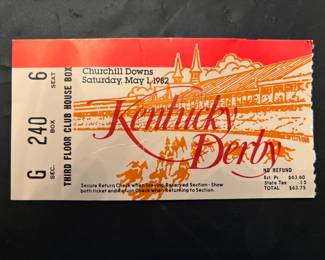 SEAT 6
BOX 240
SEC. G
THIRD FLOOR CLUB HOUSE BOX
Churchill Downs
Saturday, May 1, 1982
Kentucky
Derby
NO REFUND
Est. Pr. $63.60
State Tax .15
TOTAL $63.75
Secure Return Check when leaving Reserved Section - Show
both ticket and Return Check when Returning to Section.